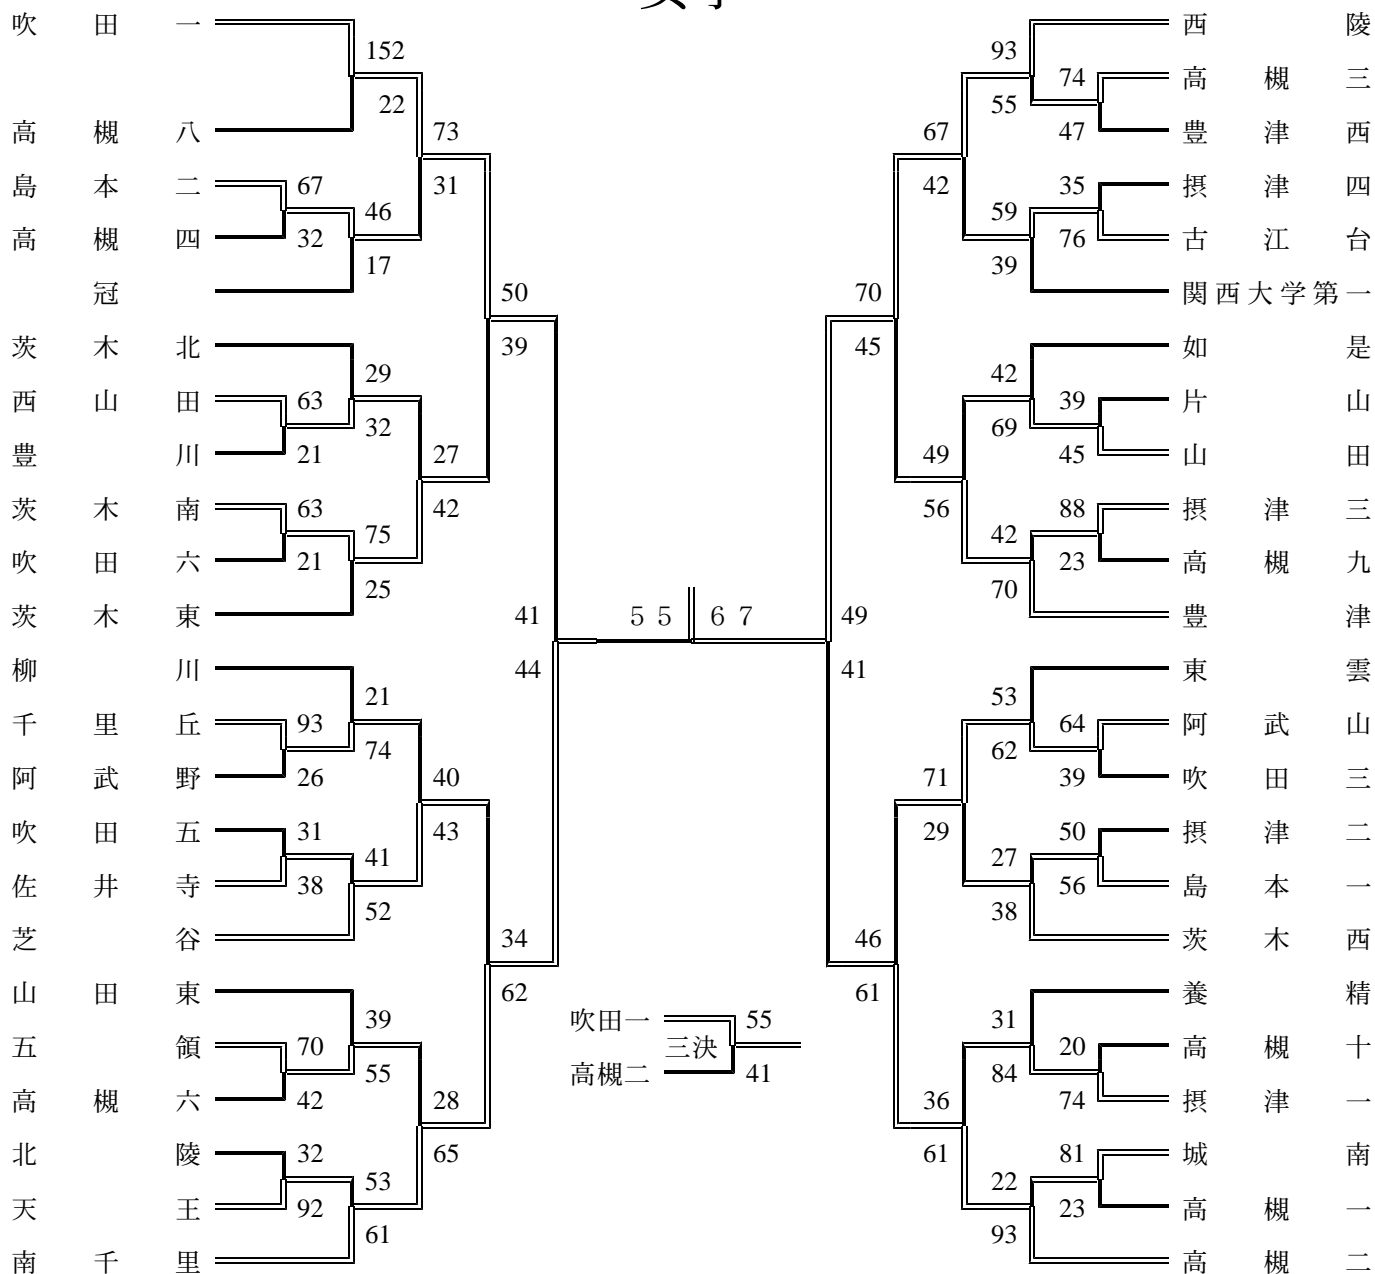 女子
吹田一 西陵
93
152
74 高槻三
22 55
高槻八 73 67 47 豊津西
島本二 67 31 42 35 摂津四
46 59
高槻四 32 76 古江台
17 39
冠 50 70 関西大学第一
茨木北 39 45 如是
29 42
西山田 63 39 片山
32 69
豊川 21 27 49 45 山田
茨木南 63 42 56 88 摂津三
75 42
吹田六 21 23 高槻九
25 70
茨木東 41 55 67 49 豊津
柳川 44 41 東雲
21 53
千里丘 93 64 阿武山
74 62
阿武野 26 40 71 39 吹田三
吹田五 31 43 29 50 摂津二
41 27
佐井寺 38 56 島本一
52 38
芝谷 34 46 茨木西
山田東 62 61 養精
39 吹田一 55 31
五領 70 三決 20 高槻十
55 高槻二 41 84
高槻六 42 28 36 74 摂津一
北陵 32 65 61 81 城南
53 22
天王 92 23 高槻一
61 93
南千里 高槻二